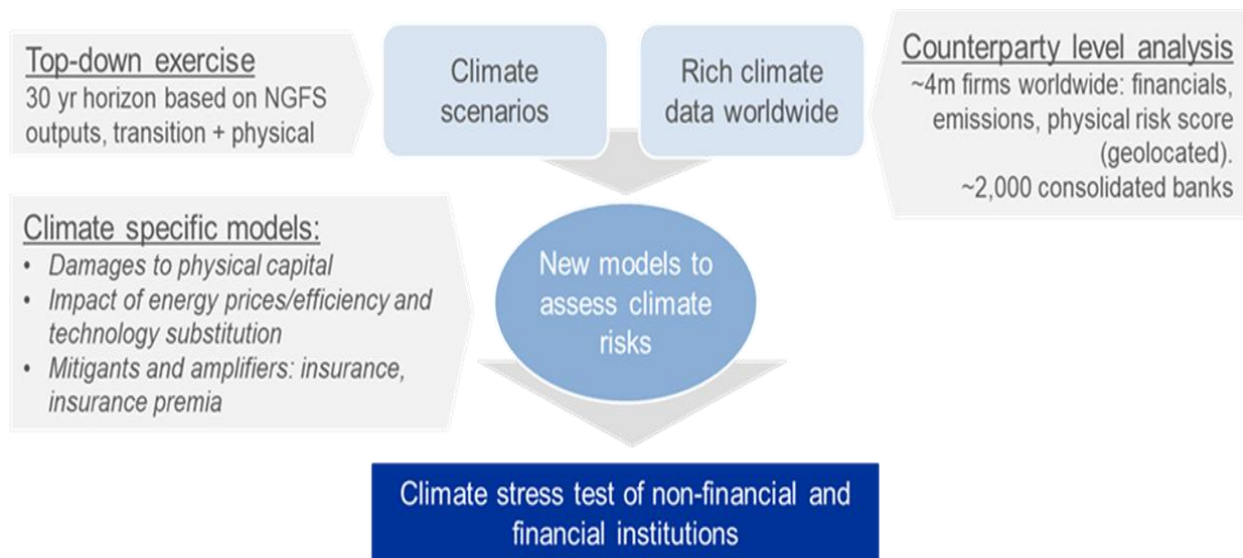 Top-down exercise
30 yr horizon based on NGFS
outputs, transition + physical
Climate
scenarios
Rich climate
data worldwide
Counterparty level analysis
~4m firms worldwide: financials,
emissions, physical risk score
(geolocated).
~2,000 consolidated banks
Climate specific models:
• Damages to physical capital
• Impact of energy prices/efficiency and
technology substitution
• Mitigants and amplifiers: insurance,
insurance premia
New models to
assess climate
risks
Climate stress test of non-financial and
financial institutions